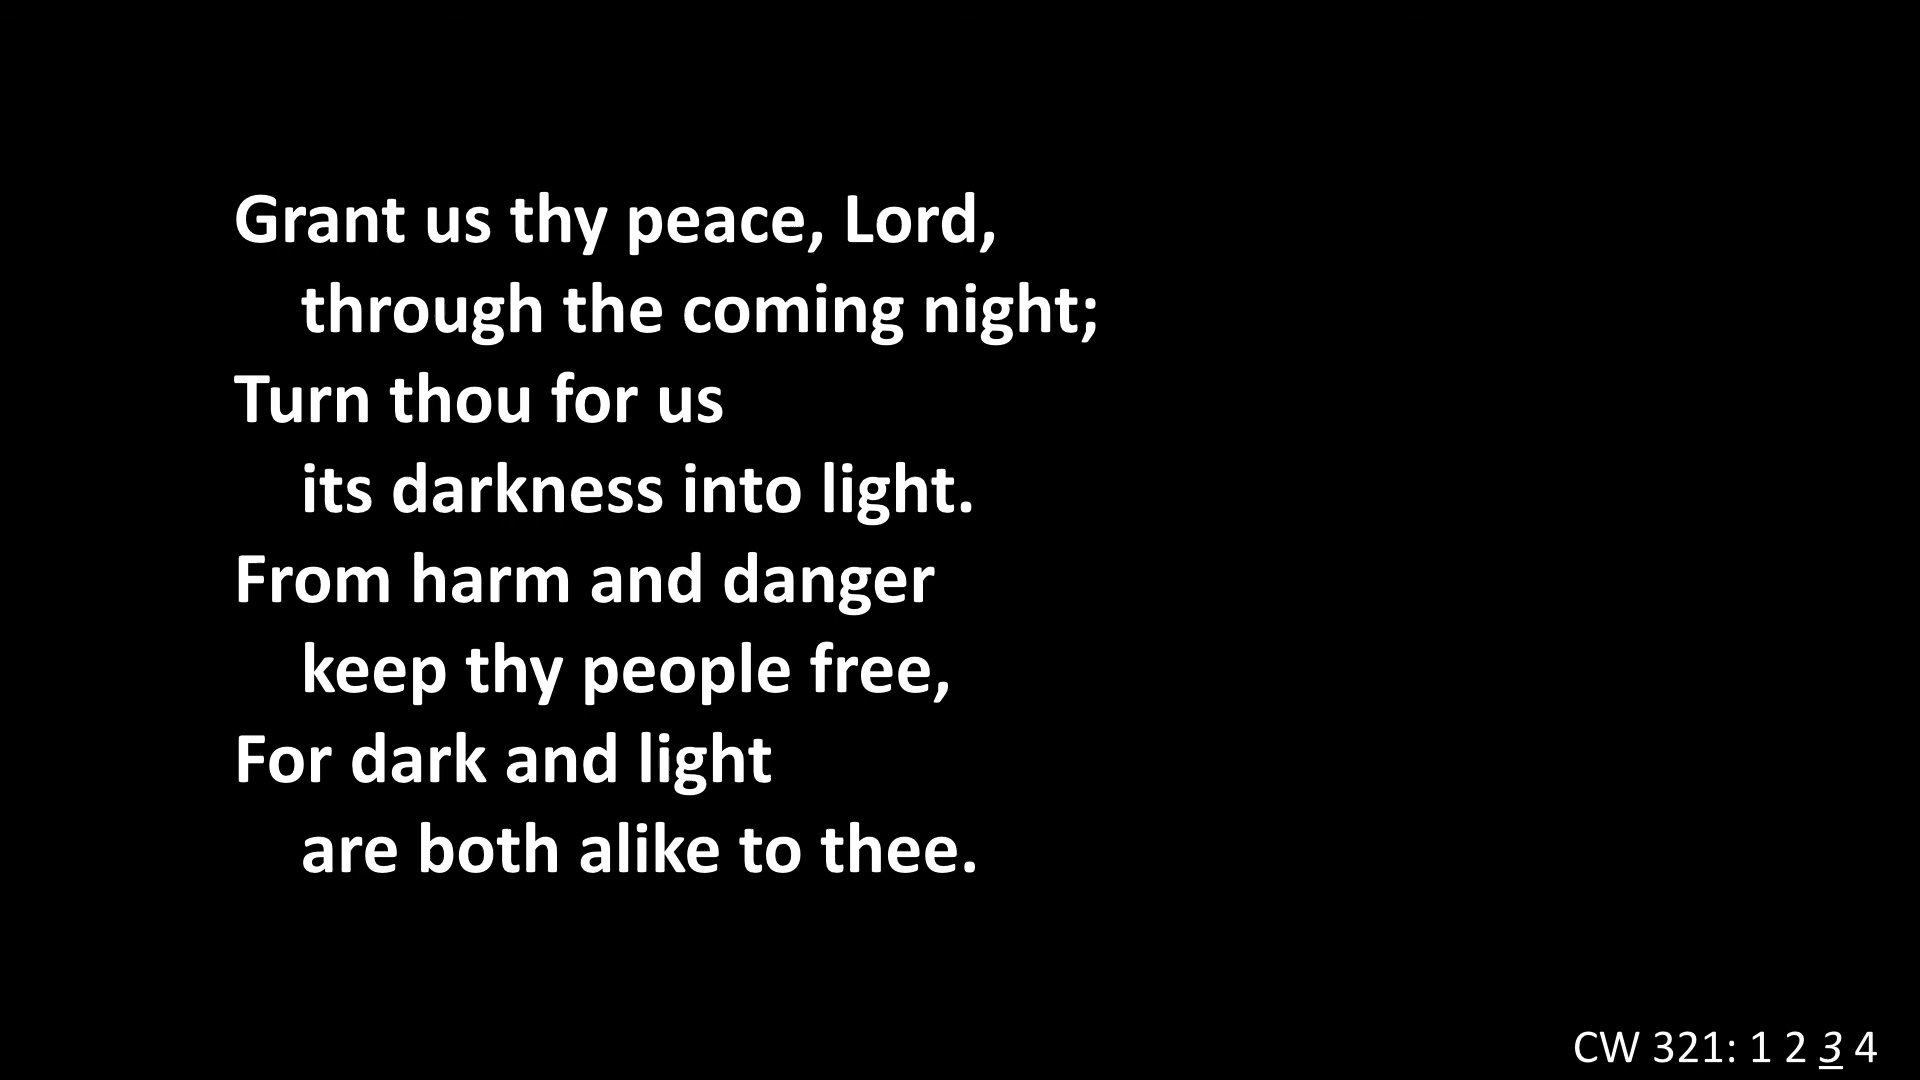 Grant us thy peace, Lord,
through the coming night;
Turn thou for us
its darkness into light.
From harm and danger
keep thy people free,
For dark and light
are both alike to thee.
CW 321: 1 2 3 4